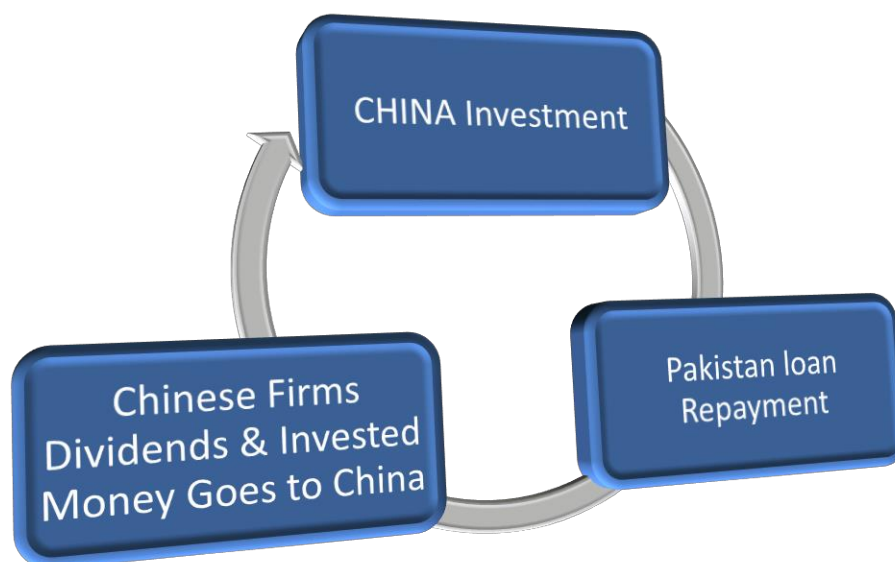 CHINA Investment
Pakistan loan
Repayment
Chinese Firms
Dividends & Invested
Money Goes to China